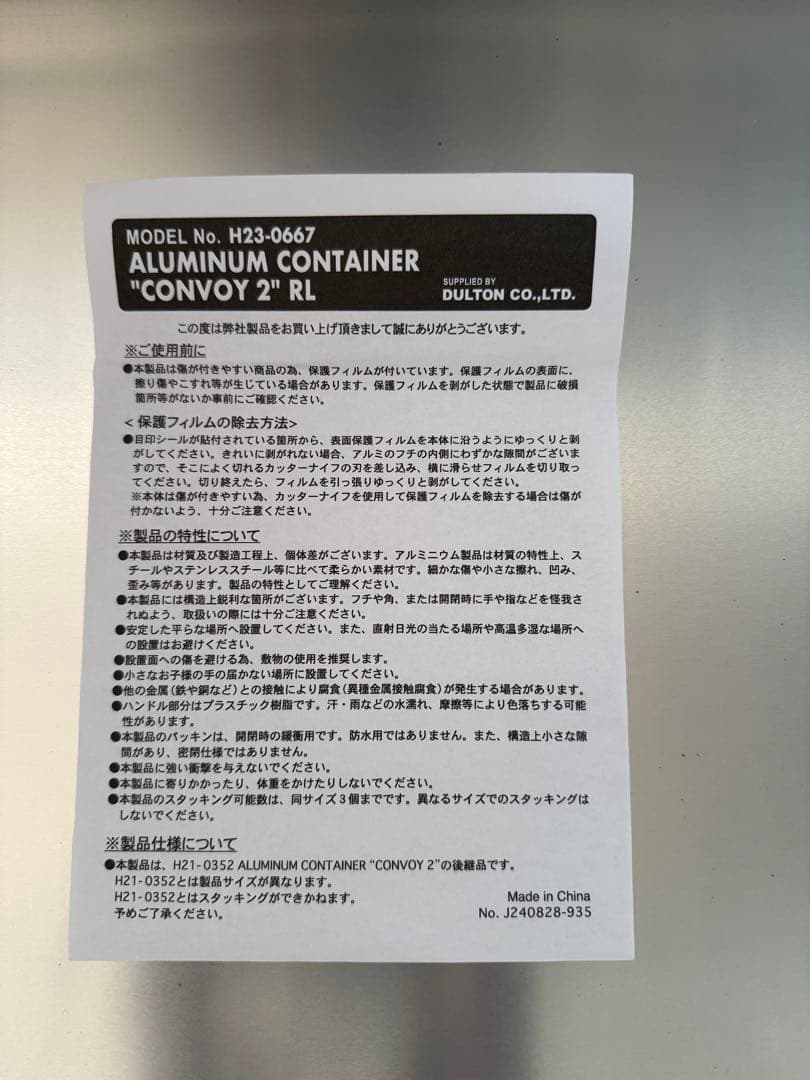 MODEL No. H23-0667
ALUMINUM CONTAINER
"CONVOY 2" RL
SUPPLIED BY
DULTON CO.,LTD.
この度は弊社製品をお買い上げ頂きまして誠にありがとうございます。
※ご使用前に
●本製品は傷が付きやすい商品の為、保護フィルムが付いています。保護フィルムの表面に、
擦り傷やこすれ等が生じている場合があります。保護フィルムを剥がした状態で製品に破損
箇所等がないか事前にご確認ください。
<保護フィルムの除去方法>
●目印シールが貼付されている箇所から、表面保護フィルムを本体に沿うようにゆっくりと剥
がしてください。きれいに剥がれない場合、アルミのフチの内側にわずかな隙間がございま
すので、そこによく切れるカッターナイフの刃を差し込み、横に滑らせフィルムを切り取っ
てください。切り終えたら、フィルムを引っ張りゆっくりと剥がしてください。
※本体は傷が付きやすい為、カッターナイフを使用して保護フィルムを除去する場合は傷が
付かないよう、十分ご注意ください。
※製品の特性について
●本製品は材質及び製造工程上、個体差がございます。アルミニウム製品は材質の特性上、ス
チールやステンレススチール等に比べて柔らかい素材です。細かな傷や小さな擦れ、凹み、
歪み等があります。製品の特性としてご理解ください。
●本製品には構造上鋭利な箇所がございます。フチや角、または開閉時に手や指などを怪我さ
れぬよう、取扱いの際には十分ご注意ください。
●安定した平らな場所へ設置してください。また、直射日光の当たる場所や高温多湿な場所へ
の設置はお避けください。
●設置面への傷を避ける為、敷物の使用を推奨します。
●小さなお子様の手の届かない場所に設置してください。
●他の金属(鉄や銅など)との接触により腐食(異種金属接触腐食)が発生する場合があります。
●ハンドル部分はプラスチック樹脂です。汗・雨などの水濡れ、摩擦等により色落ちする可能
性があります。
●本製品のパッキンは、開閉時の緩衝用です。防水用ではありません。また、構造上小さな隙
間があり、密閉仕様ではありません。
●本製品に強い衝撃を与えないでください。
●本製品に寄りかかったり、体重をかけたりしないでください。
●本製品のスタッキング可能数は、同サイズ3個までです。異なるサイズでのスタッキングは
しないでください。
※製品仕様について
●本製品は、H21-0352 ALUMINUM CONTAINER "CONVOY 2"の後継品です。
H21-0352とは製品サイズが異なります。
H21-0352とはスタッキングができかねます。
予めご了承ください。
Made in China
No. J240828-935